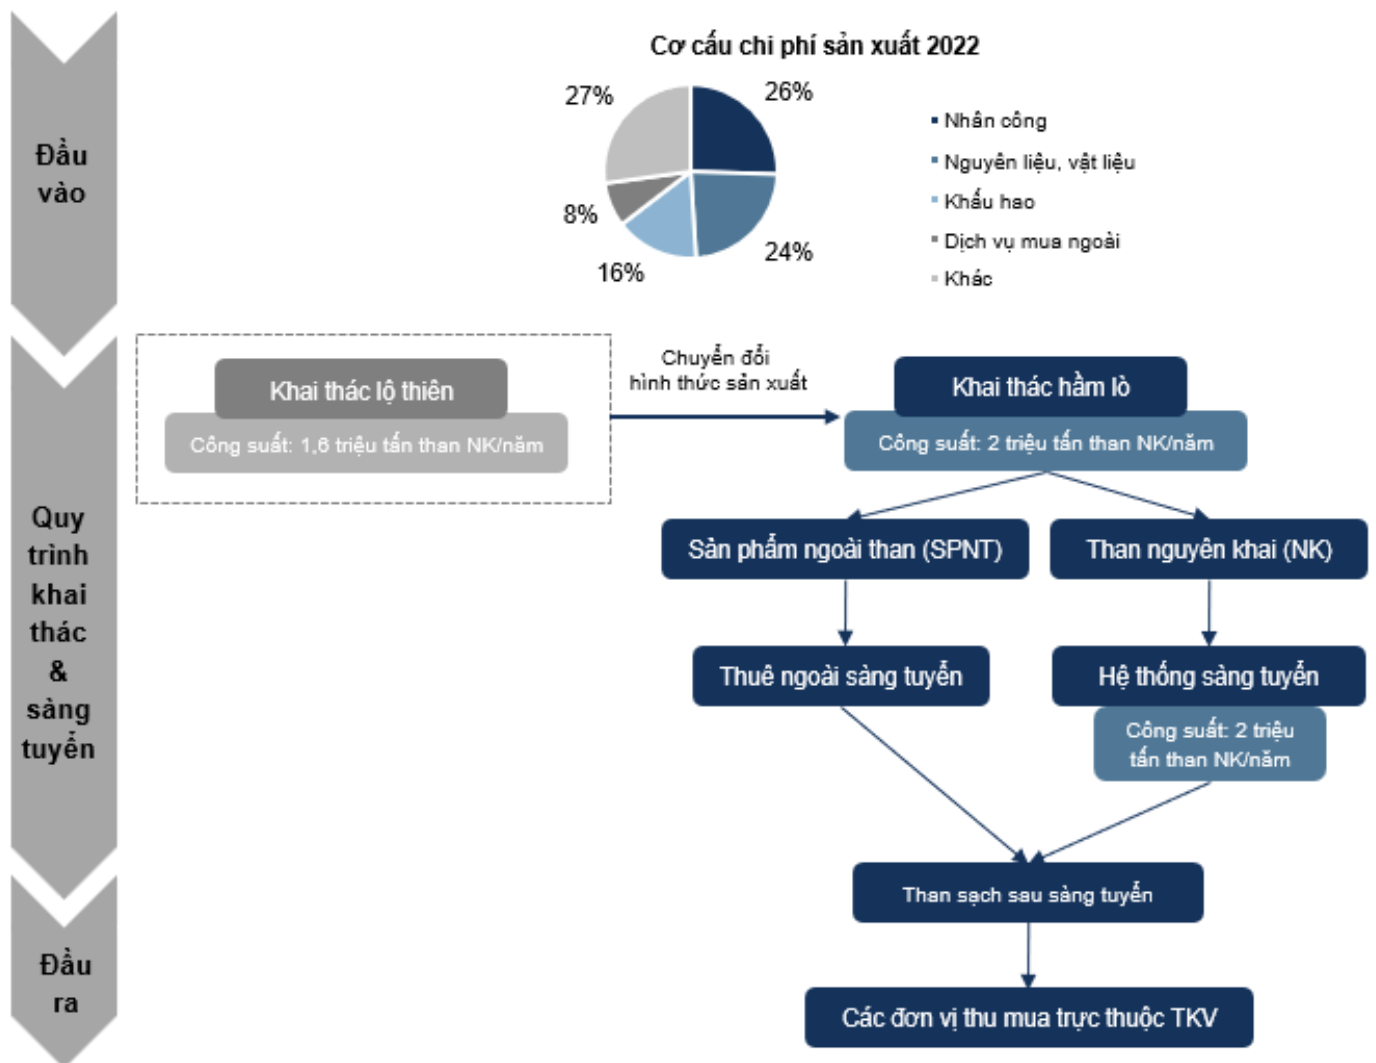 Cơ cấu chi phí sản xuất 2022
27%
26%
8%
16%
24%
Nhân công
Nguyên liệu, vật liệu
Khấu hao
Dịch vụ mua ngoài
Khác
Đầu
vào
Khai thác lộ thiên
Công suất: 1,6 triệu tấn than NK/năm
Chuyển đổi
hình thức sản xuất
Khai thác hầm lò
Công suất: 2 triệu tấn than NK/năm
Quy
trình
khai
thác
&
sàng
tuyển
Sản phẩm ngoài than (SPNT)
Than nguyên khai (NK)
Thuê ngoài sàng tuyển
Hệ thống sàng tuyển
Công suất: 2 triệu
tấn than NK/năm
Than sạch sau sàng tuyển
Đầu
ra
Các đơn vị thu mua trực thuộc TKV